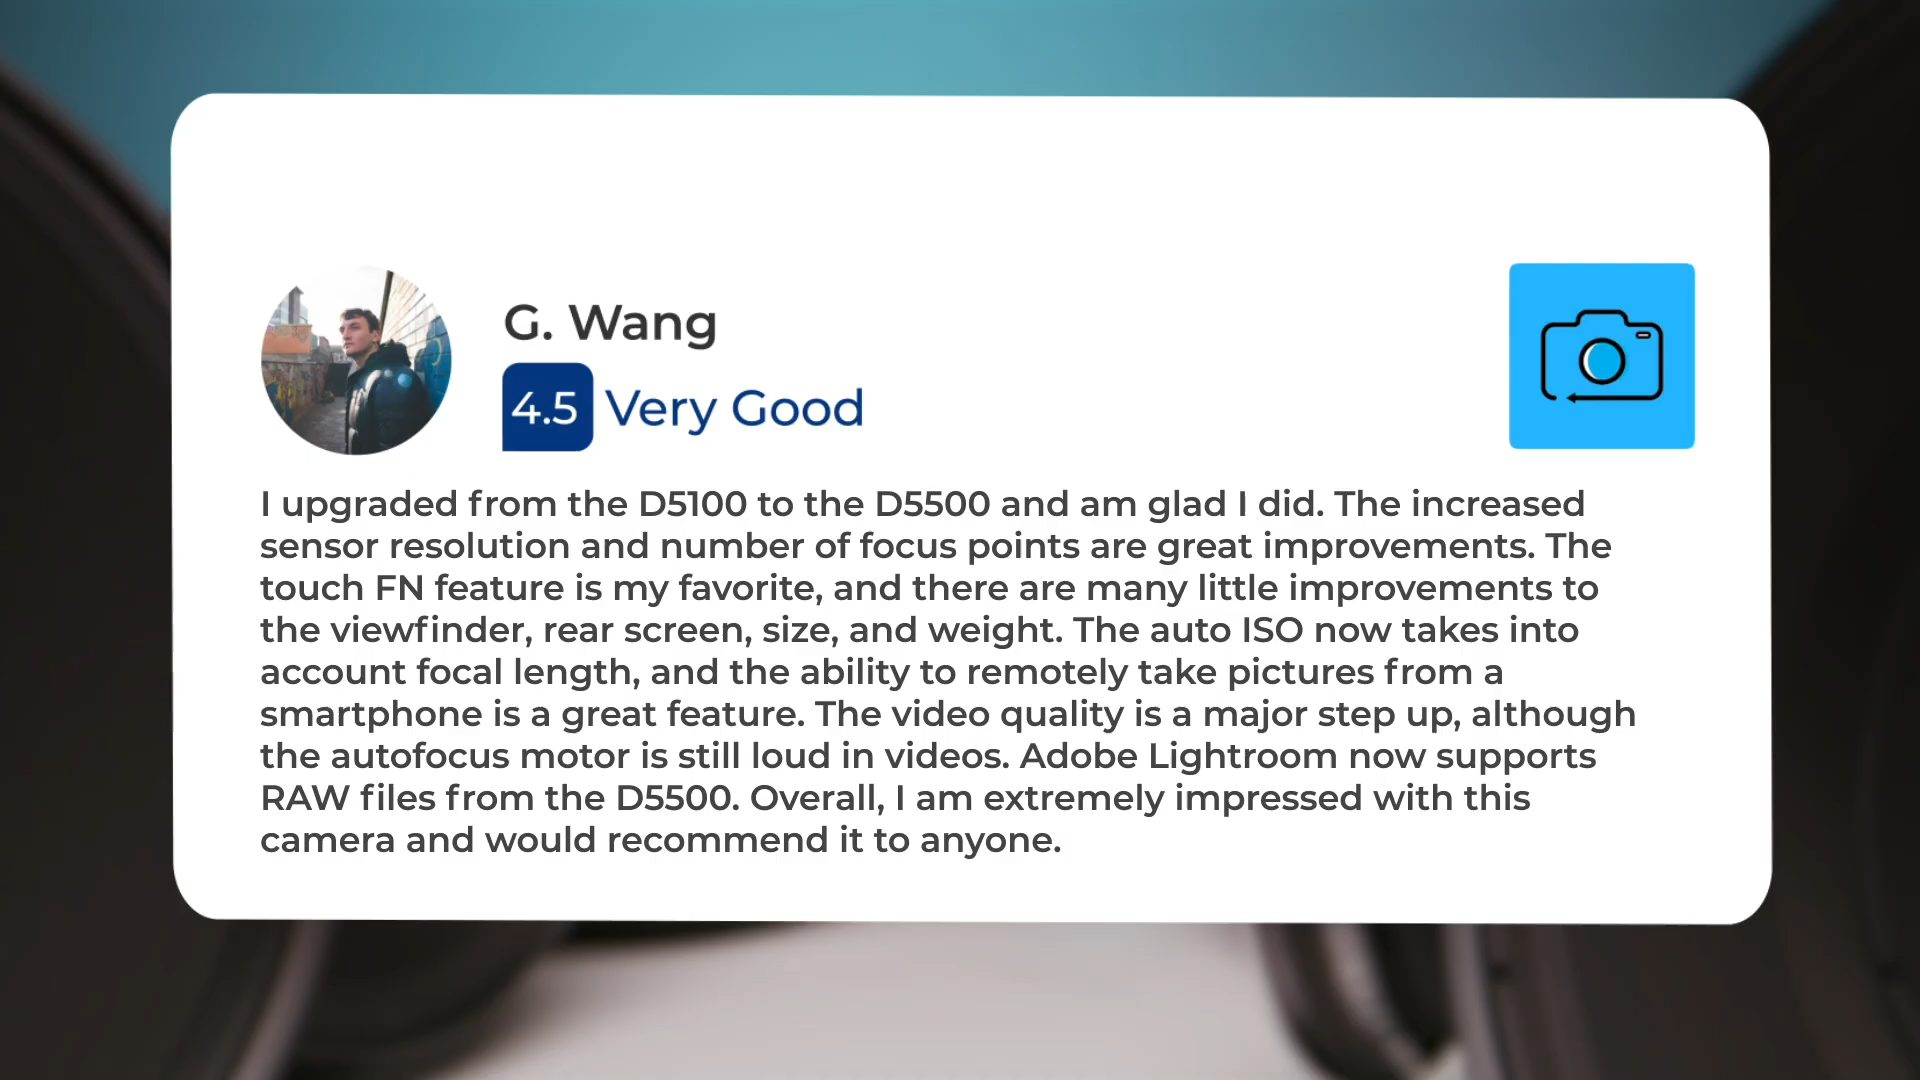 G. Wang
4.5 Very Good
I upgraded from the D5100 to the D5500 and am glad I did. The increased
sensor resolution and number of focus points are great improvements. The
touch FN feature is my favorite, and there are many little improvements to
the viewfinder, rear screen, size, and weight. The auto ISO now takes into
account focal length, and the ability to remotely take pictures from a
smartphone is a great feature. The video quality is a major step up, although
the autofocus motor is still loud in videos. Adobe Lightroom now supports
RAW files from the D5500. Overall, I am extremely impressed with this
camera and would recommend it to anyone.